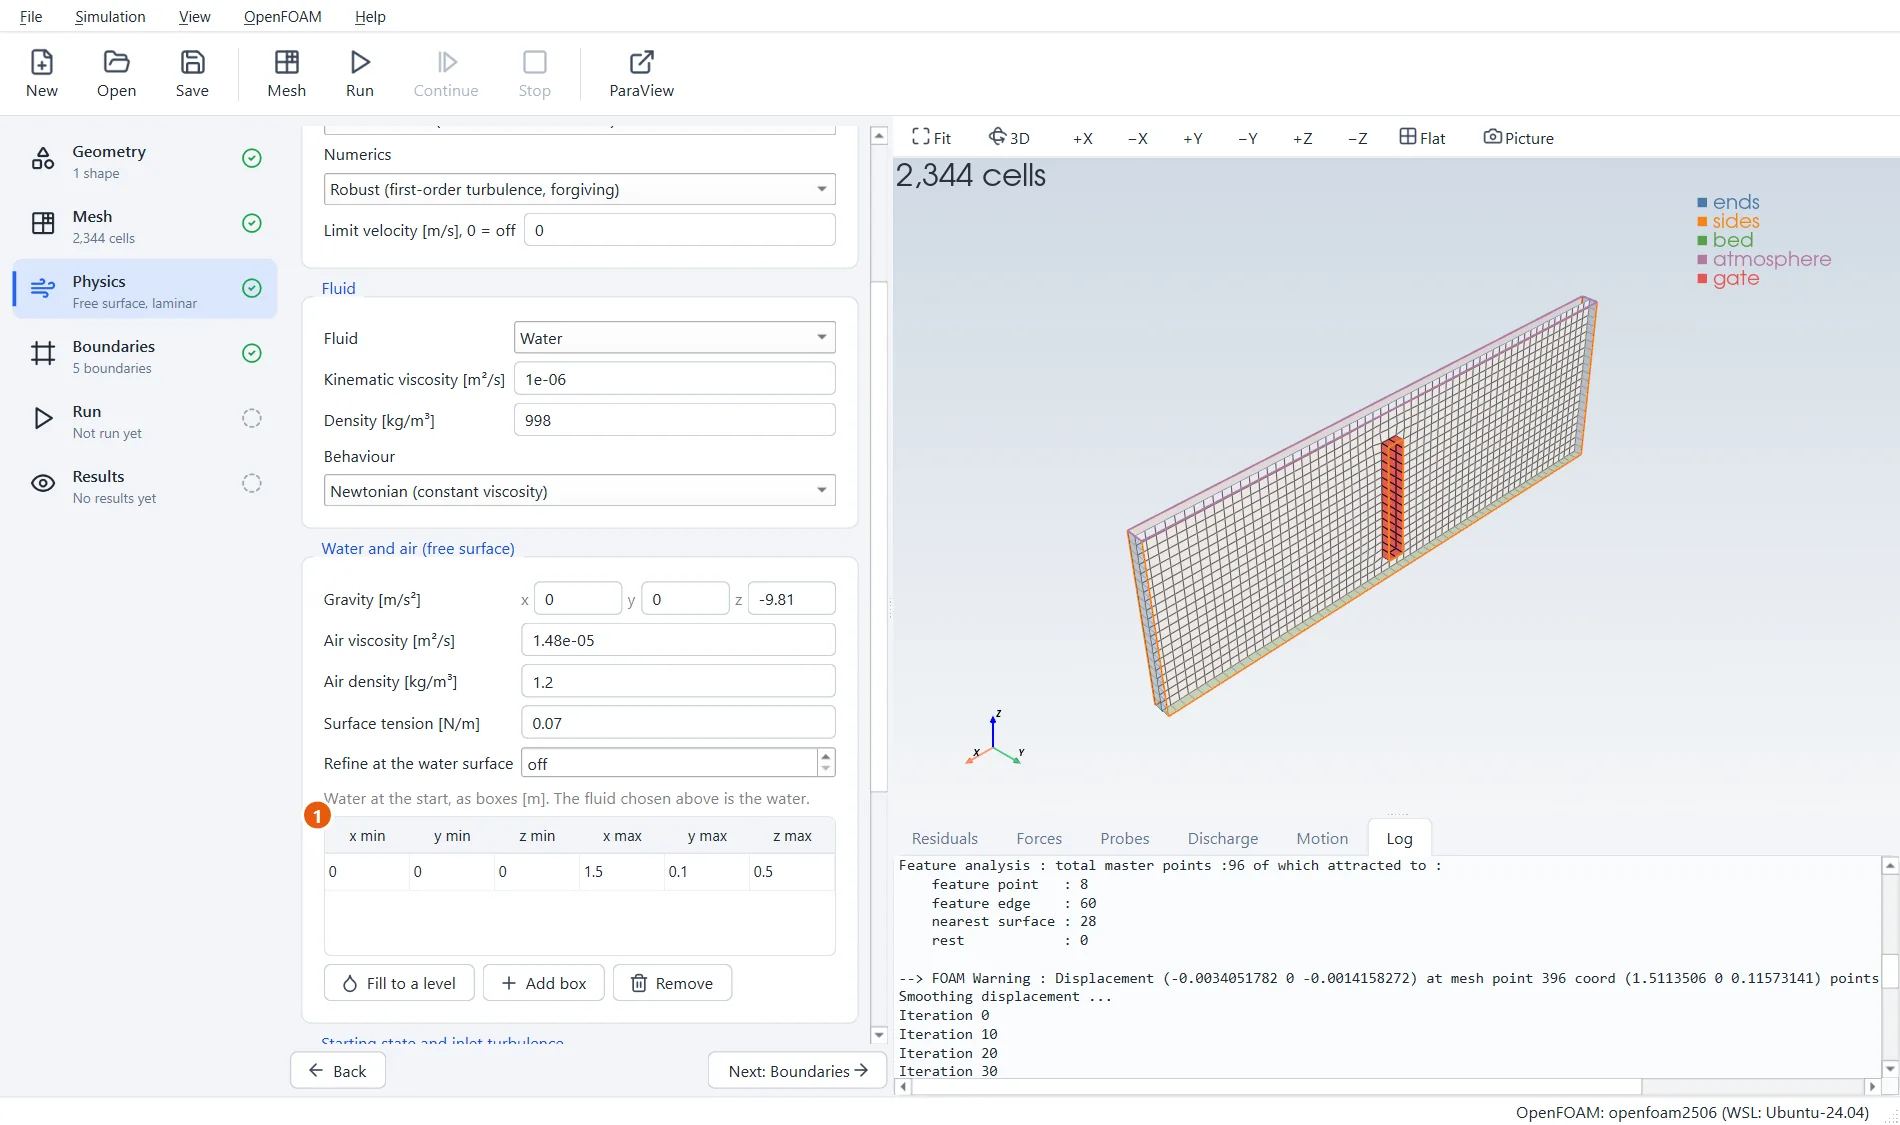 File Simulation View OpenFOAM Help
New Open Save Mesh Run Continue Stop ParaView
Geometry
1 shape
Mesh
2,344 cells
Physics
Free surface, laminar
Boundaries
5 boundaries
Run
Not run yet
Results
No results yet
Numerics
Robust (first-order turbulence, forgiving)
Limit velocity [m/s], 0 = off 0
Fluid
Fluid Water
Kinematic viscosity [m²/s] 1e-06
Density [kg/m³] 998
Behaviour
Newtonian (constant viscosity)
Water and air (free surface)
Gravity [m/s²] x 0 y 0 z -9.81
Air viscosity [m²/s] 1.48e-05
Air density [kg/m³] 1.2
Surface tension [N/m] 0.07
Refine at the water surface off
Water at the start, as boxes [m]. The fluid chosen above is the water.
1
x min y min z min x max y max z max
0 0 0 1.5 0.1 0.5
Fill to a level Add box Remove
Starting state and inlet turbulence
Back Next: Boundaries
Fit 3D +X −X +Y −Y +Z −Z Flat Picture
2,344 cells
ends
sides
bed
atmosphere
gate
z
x
Y
Residuals Forces Probes Discharge Motion Log
Feature analysis : total master points :96 of which attracted to :
feature point : 8
feature edge : 60
nearest surface : 28
rest : 0
--> FOAM Warning : Displacement (-0.0034051782 0 -0.0014158272) at mesh point 396 coord (1.5113506 0 0.11573141) points
Smoothing displacement ...
Iteration 0
Iteration 10
Iteration 20
Iteration 30
OpenFOAM: openfoam2506 (WSL: Ubuntu-24.04)